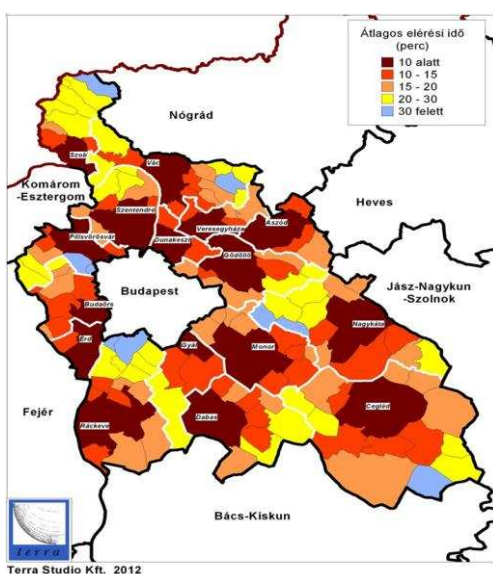 Átlagos elérési idő
(perc)
10 alatt
10 - 15
15 - 20
20 - 30
30 felett
Nógrád
Komárom
-Esztergom
Heves
Jász-Nagykun
-Szolnok
Budapest
Fejér
Bács-Kiskun
Szob
Vác
Szentendre
Veresegyháza
Aszód
Pilisvörösvár
Dunakeszi
Gödöllő
Budaörs
Érd
Gyál
Monor
Nagykáta
Ráckeve
Dabas
Cegléd
terra
Terra Studio Kft. 2012